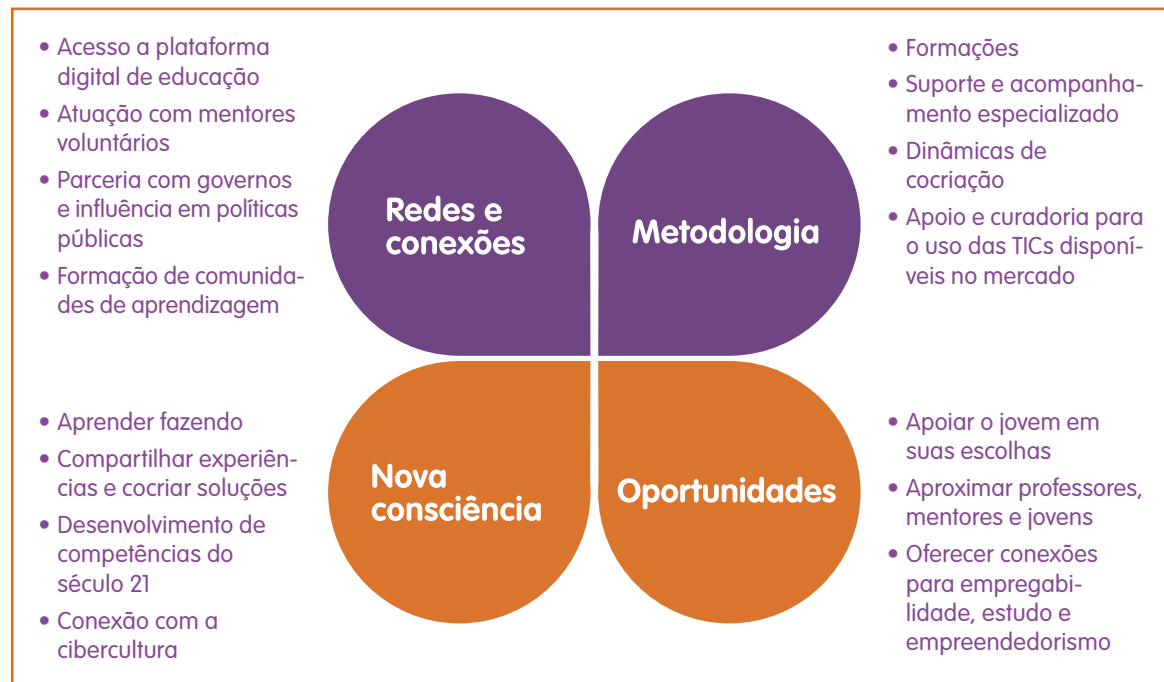 • Acesso a plataforma
digital de educação
• Atuação com mentores
voluntários
• Parceria com governos
e influência em políticas
públicas
• Formação de comunida-
des de aprendizagem
Redes e
conexões
Metodologia
• Formações
• Suporte e acompanha-
mento especializado
• Dinâmicas de
cocriação
• Apoio e curadoria para
o uso das TICs disponí-
veis no mercado
• Aprender fazendo
• Compartilhar experiên-
cias e cocriar soluções
• Desenvolvimento de
competências do
século 21
• Conexão com a
cibercultura
Nova
consciência
Oportunidades
• Apoiar o jovem em
suas escolhas
• Aproximar professores,
mentores e jovens
• Oferecer conexões
para empregabi-
lidade, estudo e
empreendedorismo